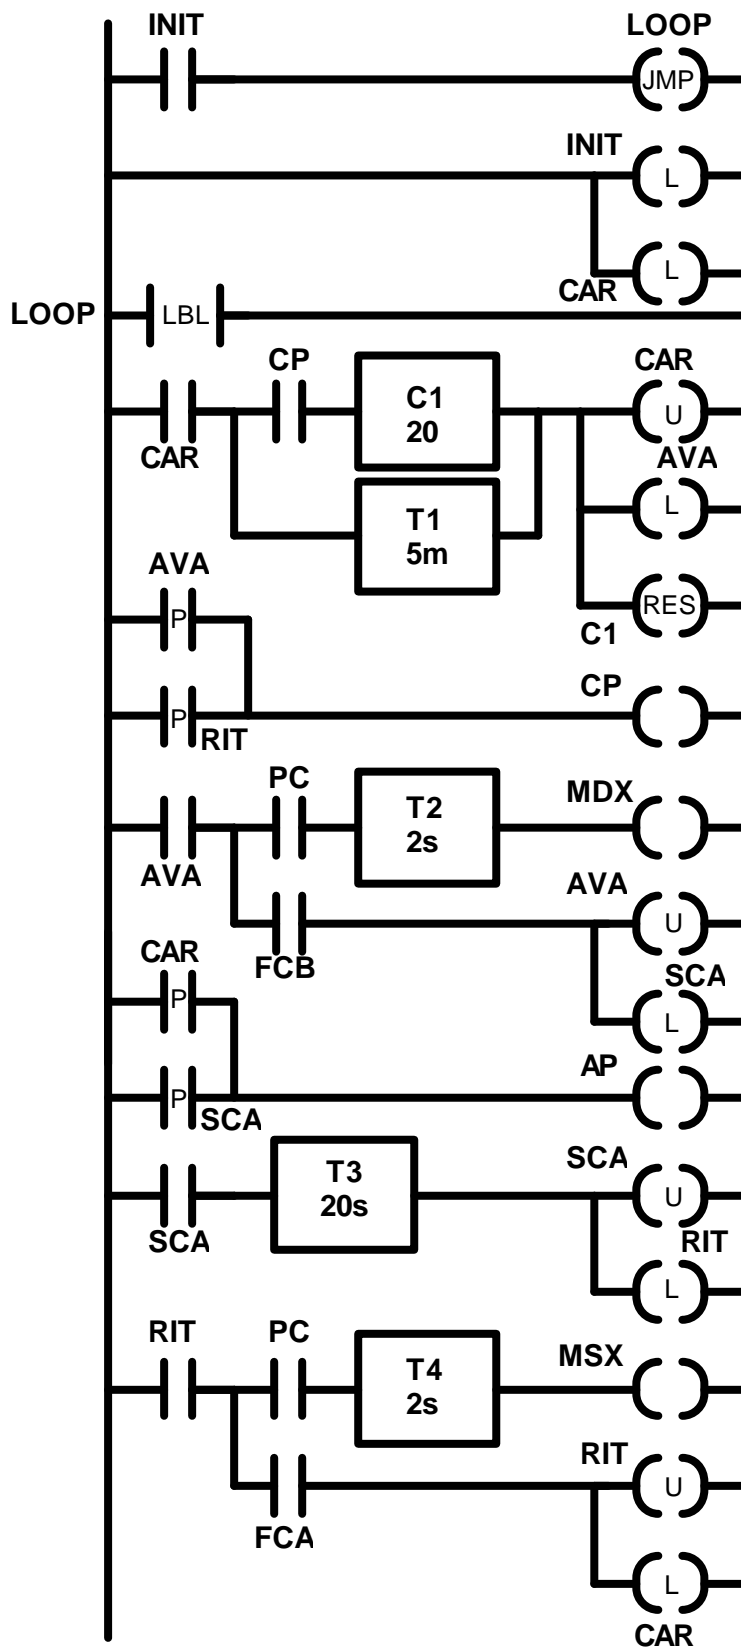 INIT LOOP
JMP
INIT
L
L
CAR
LOOP LBL
CP CAR
C1
20
U
CAR AVA
T1
5m
L
AVA
P
RES
C1
CP
P
RIT
PC MDX
T2
2s
AVA AVA
U
FCB
CAR SCA
P
L
AP
P
SCA
SCA
T3
20s
U
SCA RIT
L
RIT PC MSX
T4
2s
RIT
U
FCA
L
CAR